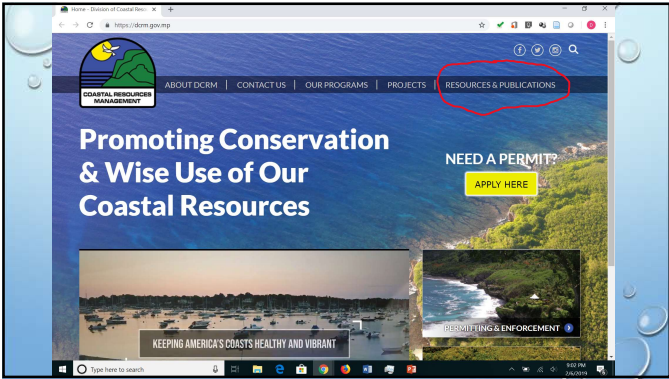 Home - Division of Coastal Resou
https://dcrm.gov.mp
COASTAL RESOURCES
MANAGEMENT
ABOUT DCRM
CONTACT US
OUR PROGRAMS
PROJECTS
RESOURCES & PUBLICATIONS
Promoting Conservation
& Wise Use of Our
Coastal Resources
NEED A PERMIT?
APPLY HERE
KEEPING AMERICA'S COASTS HEALTHY AND VIBRANT
PERMITTING & ENFORCEMENT
Type here to search
9:02 PM
2/6/2019